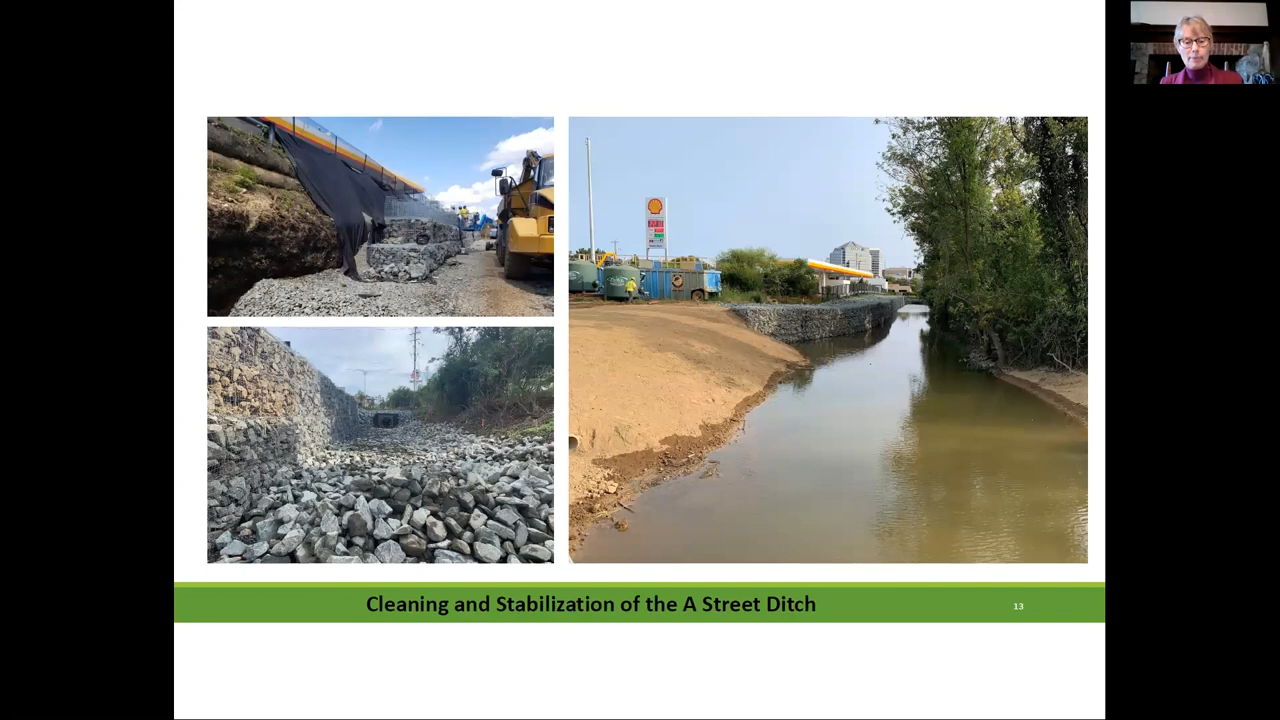 Cleaning and Stabilization of the A Street Ditch
13